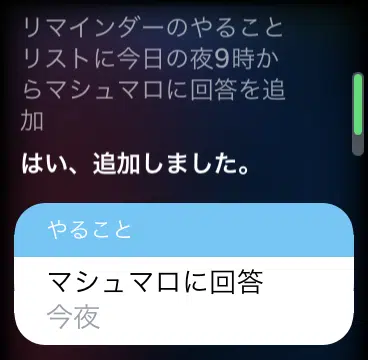 リマインダーのやること
リストに今日の夜9時か
らマシュマロに回答を追
加
はい、追加しました。
やること
マシュマロに回答
今夜